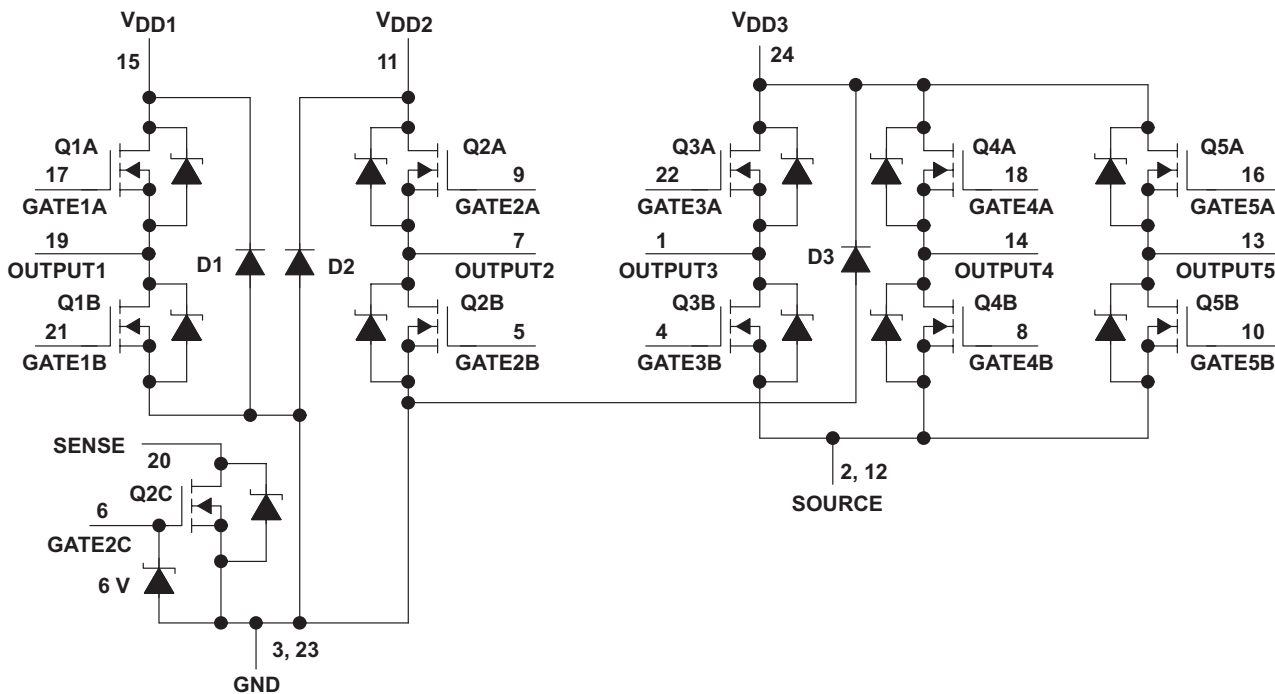 VDD1
VDD2
VDD3
15
11
24
Q1A
Q2A
Q3A
Q4A
Q5A
17
9
22
18
16
GATE1A
GATE2A
GATE3A
GATE4A
GATE5A
19
7
1
14
13
OUTPUT1
D1
D2
OUTPUT2
OUTPUT3
D3
OUTPUT4
OUTPUT5
Q1B
Q2B
Q3B
Q4B
Q5B
21
5
4
8
10
GATE1B
GATE2B
GATE3B
GATE4B
GATE5B
SENSE
20
2, 12
Q2C
SOURCE
6
GATE2C
6 V
3, 23
GND